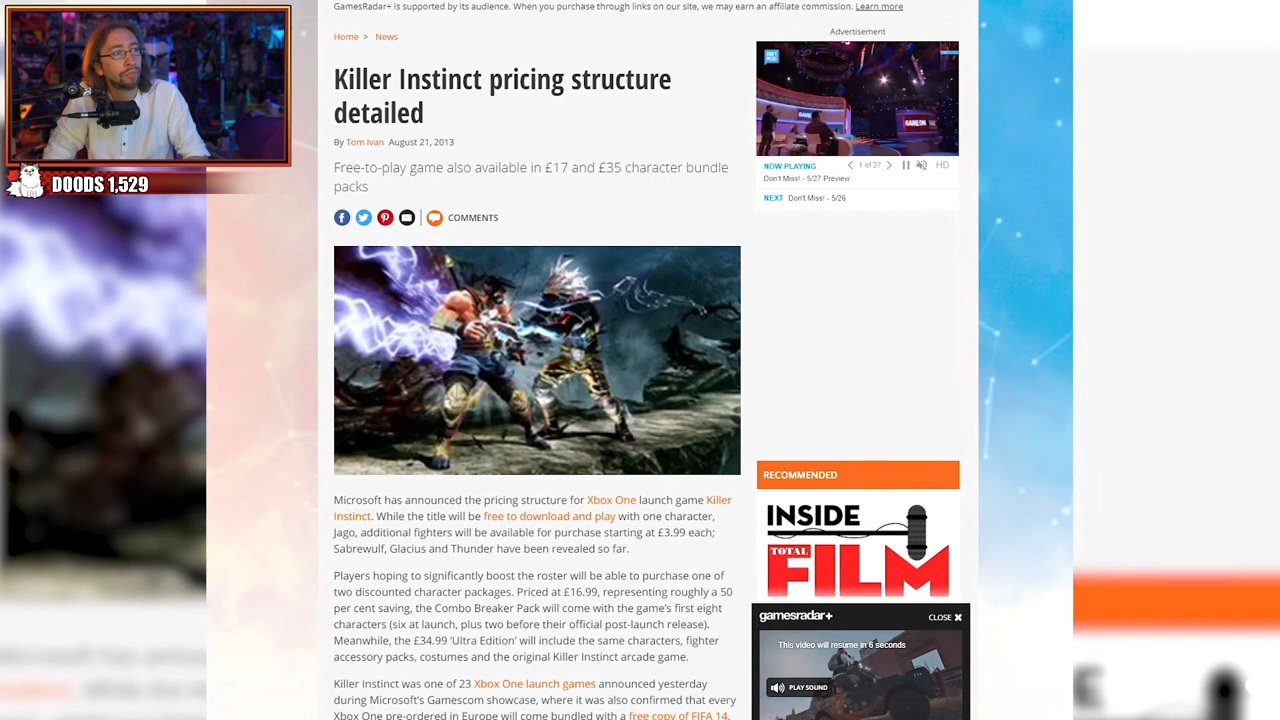 GamesRadar+ is supported by its audience. When you purchase through links on our site, we may earn an affiliate commission. Learn more
Home > News
Killer Instinct pricing structure
detailed
By Tom Ivan August 21, 2013
Free-to-play game also available in £17 and £35 character bundle
packs
COMMENTS
Microsoft has announced the pricing structure for Xbox One launch game Killer
Instinct. While the title will be free to download and play with one character,
Jago, additional fighters will be available for purchase starting at £3.99 each;
Sabrewulf, Glacius and Thunder have been revealed so far.
Players hoping to significantly boost the roster will be able to purchase one of
two discounted character packages. Priced at £16.99, representing roughly a 50
per cent saving, the Combo Breaker Pack will come with the game's first eight
characters (six at launch, plus two before their official post-launch release).
Meanwhile, the £34.99 'Ultra Edition' will include the same characters, fighter
accessory packs, costumes and the original Killer Instinct arcade game.
Killer Instinct was one of 23 Xbox One launch games announced yesterday
during Microsoft's Gamescom showcase, where it was also confirmed that every
Xbox One pre-ordered in Europe will come bundled with a free copy of FIFA 14.
DOODS 1,529
Advertisement
NOW PLAYING
1 of 27
HD
Don't Miss! - 5/27 Preview
NEXT Don't Miss! - 5/26
RECOMMENDED
INSIDE
TOTAL
FILM
gamesradar+
CLOSE ✖
This video will resume in 6 seconds
PLAY SOUND